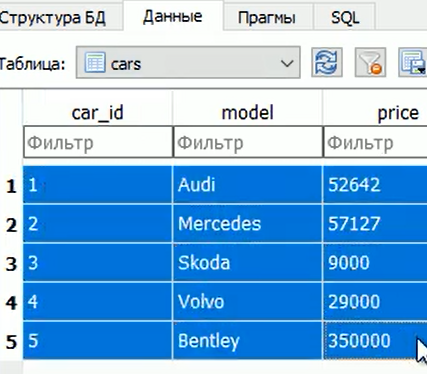 Структура БД Данные Прагмы SQL
Таблица: cars
car_id model price
Фильтр Фильтр Фильтр
1 1 Audi 52642
2 2 Mercedes 57127
3 3 Skoda 9000
4 4 Volvo 29000
5 5 Bentley 350000